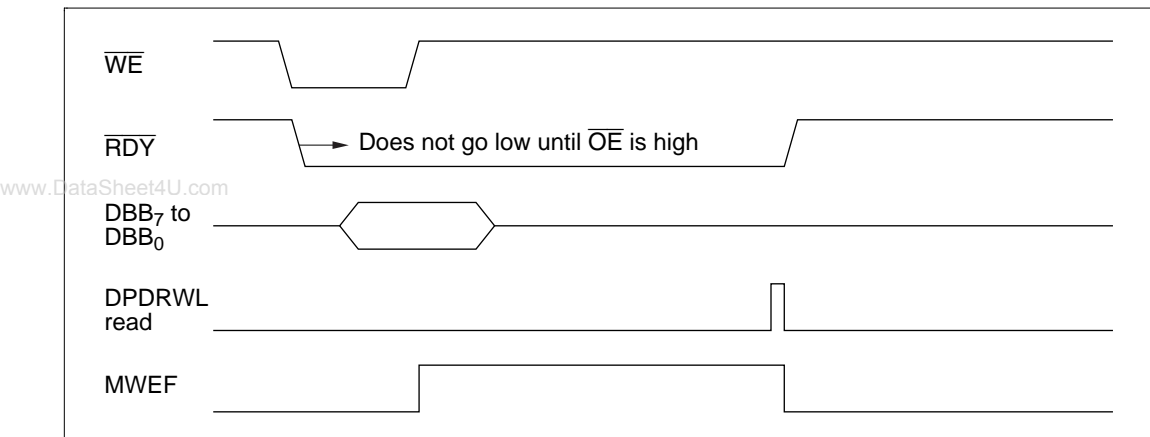 WE
RDY
Does not go low until OE is high
www.DataSheet4U.com
DBB7 to
DBB0
DPDRWL
read
MWEF